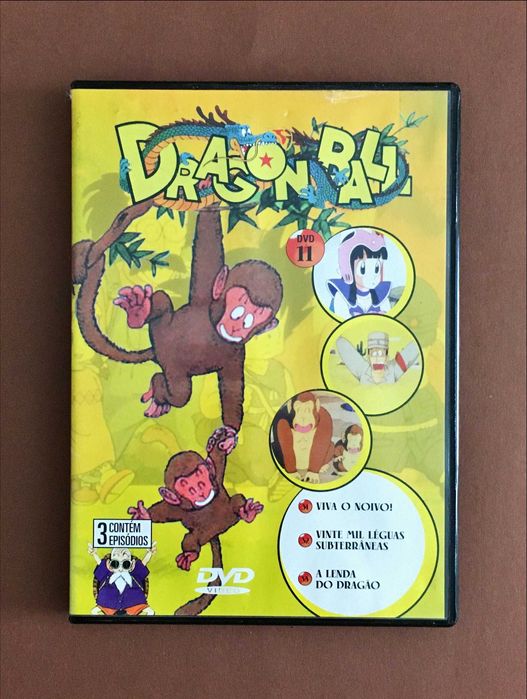 DRAGON BALL
DVD
11
VIVA O NOIVO!
VINTE MIL LÉGUAS
SUBTERRÂNEAS
A LENDA
DO DRAGÃO
3 CONTÉM
EPISÓDIOS
DVD
VIDEO